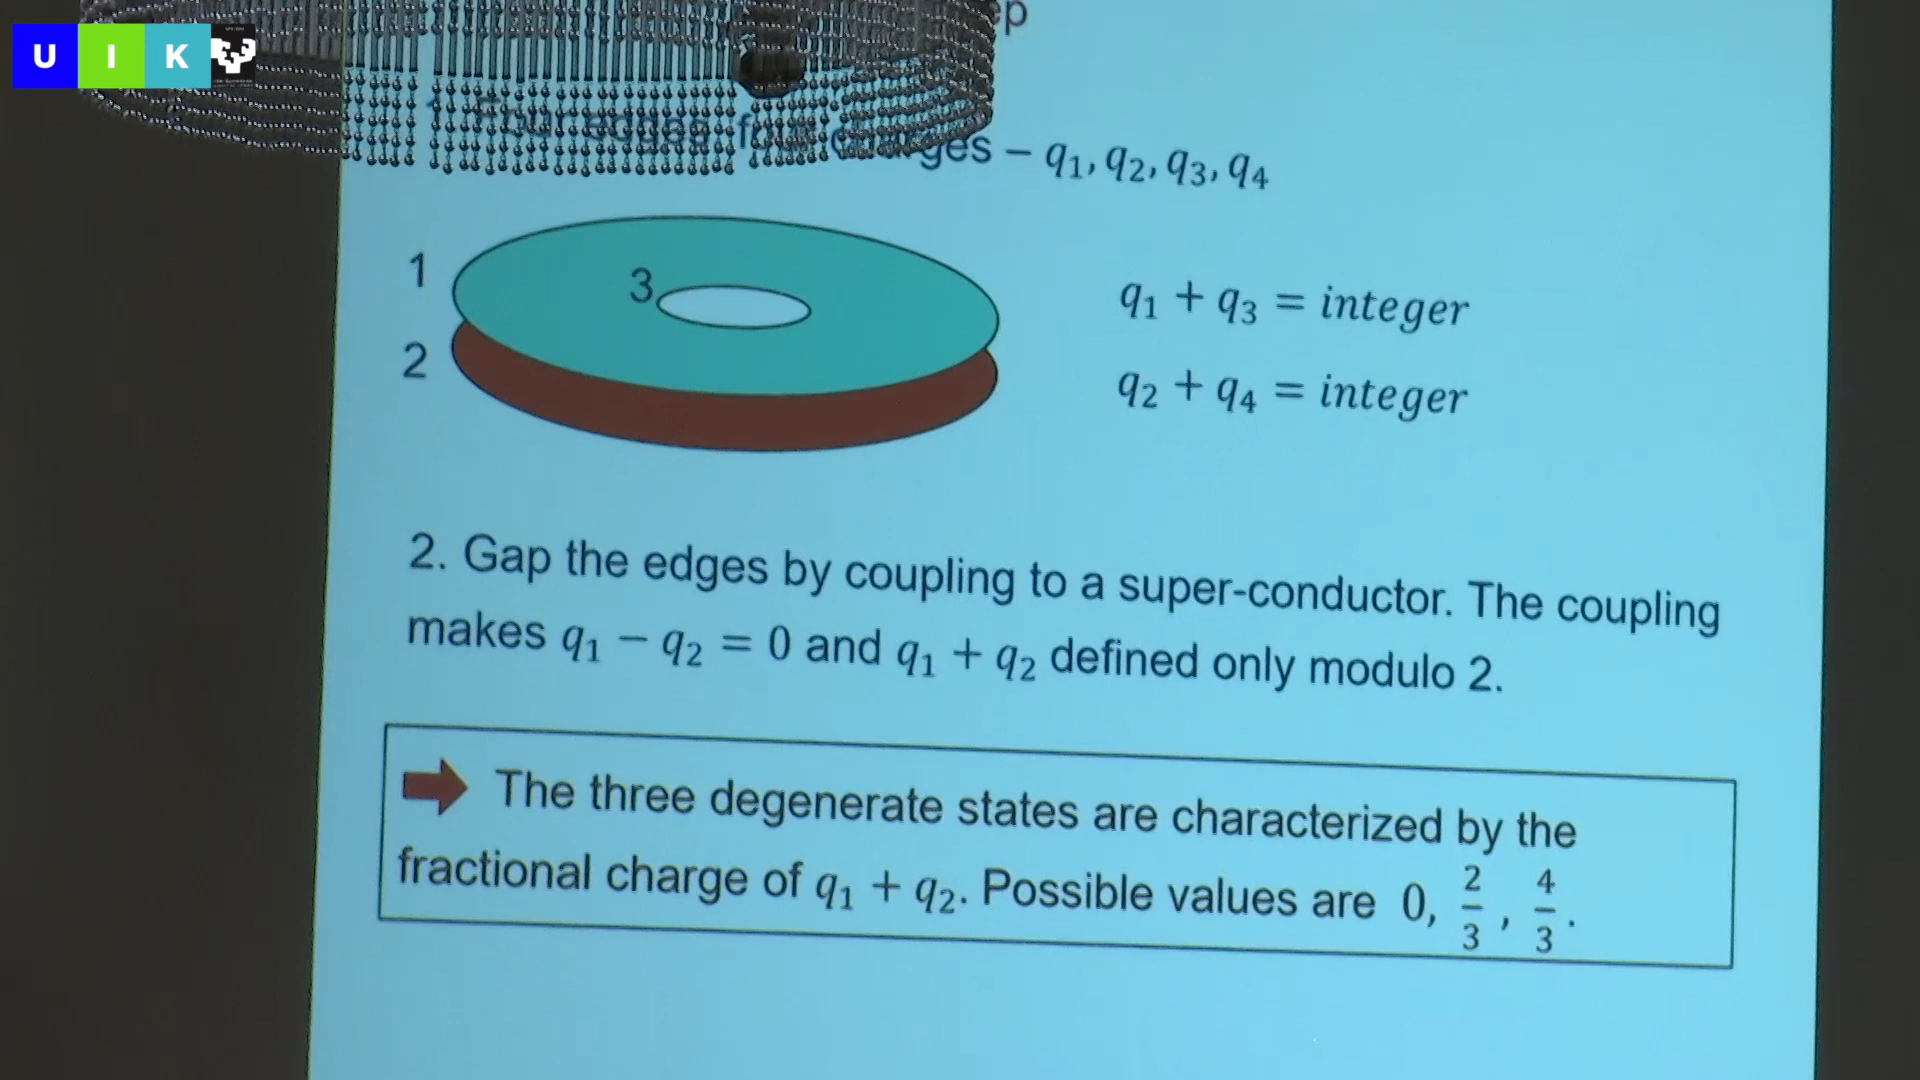 U I K
p
Four edges, four charges – q₁, q₂, q₃, q₄
1
3
q₁ + q₃ = integer
2
q₂ + q₄ = integer
2. Gap the edges by coupling to a super-conductor. The coupling
makes q₁ − q₂ = 0 and q₁ + q₂ defined only modulo 2.
The three degenerate states are characterized by the
fractional charge of q₁ + q₂. Possible values are 0, 2/3, 4/3.